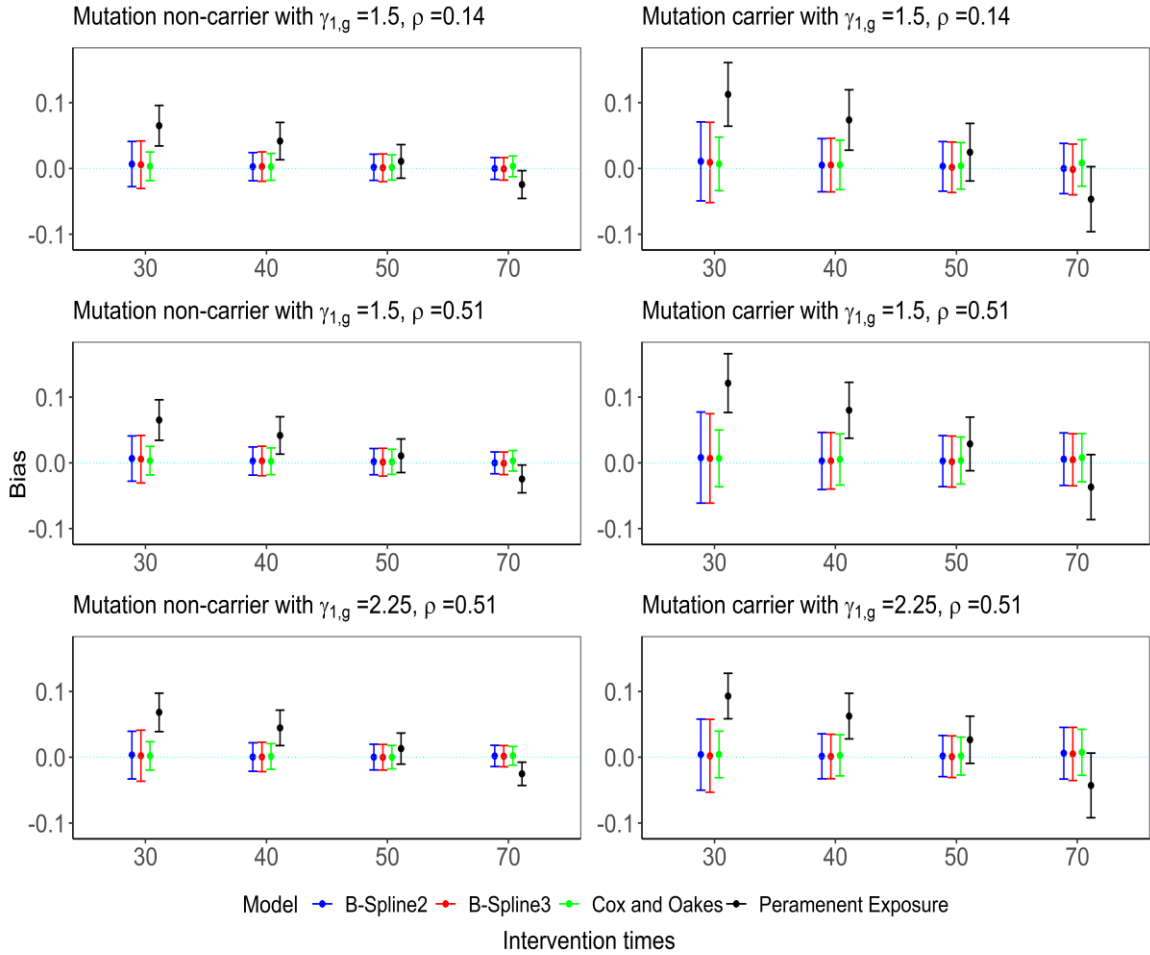 Mutation non-carrier with γ1,g =1.5, ρ =0.14
Mutation carrier with γ1,g =1.5, ρ =0.14
0.1
0.0
-0.1
30 40 50 70
0.1
0.0
-0.1
30 40 50 70
Mutation non-carrier with γ1,g =1.5, ρ =0.51
Mutation carrier with γ1,g =1.5, ρ =0.51
Bias
0.1
0.0
-0.1
30 40 50 70
0.1
0.0
-0.1
30 40 50 70
Mutation non-carrier with γ1,g =2.25, ρ =0.51
Mutation carrier with γ1,g =2.25, ρ =0.51
0.1
0.0
-0.1
30 40 50 70
0.1
0.0
-0.1
30 40 50 70
Model B-Spline2 B-Spline3 Cox and Oakes Peramenent Exposure
Intervention times